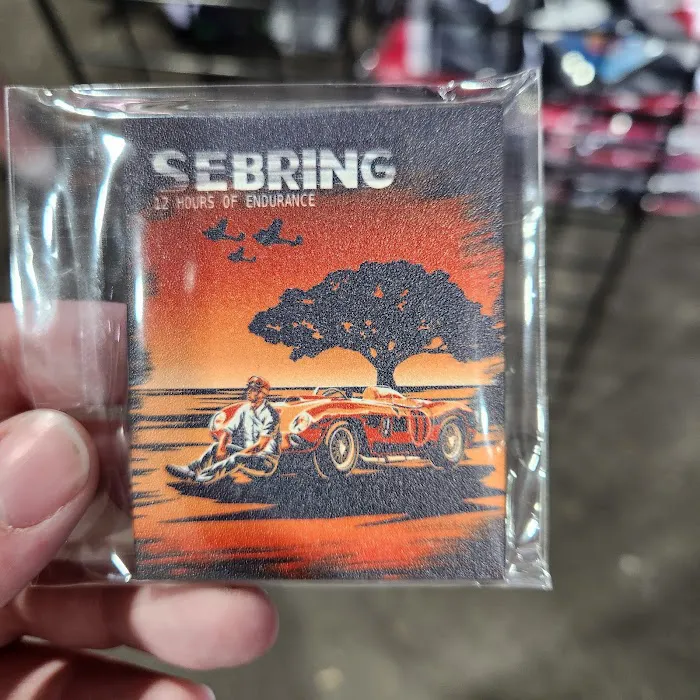 SEBRING
12 HOURS OF ENDURANCE